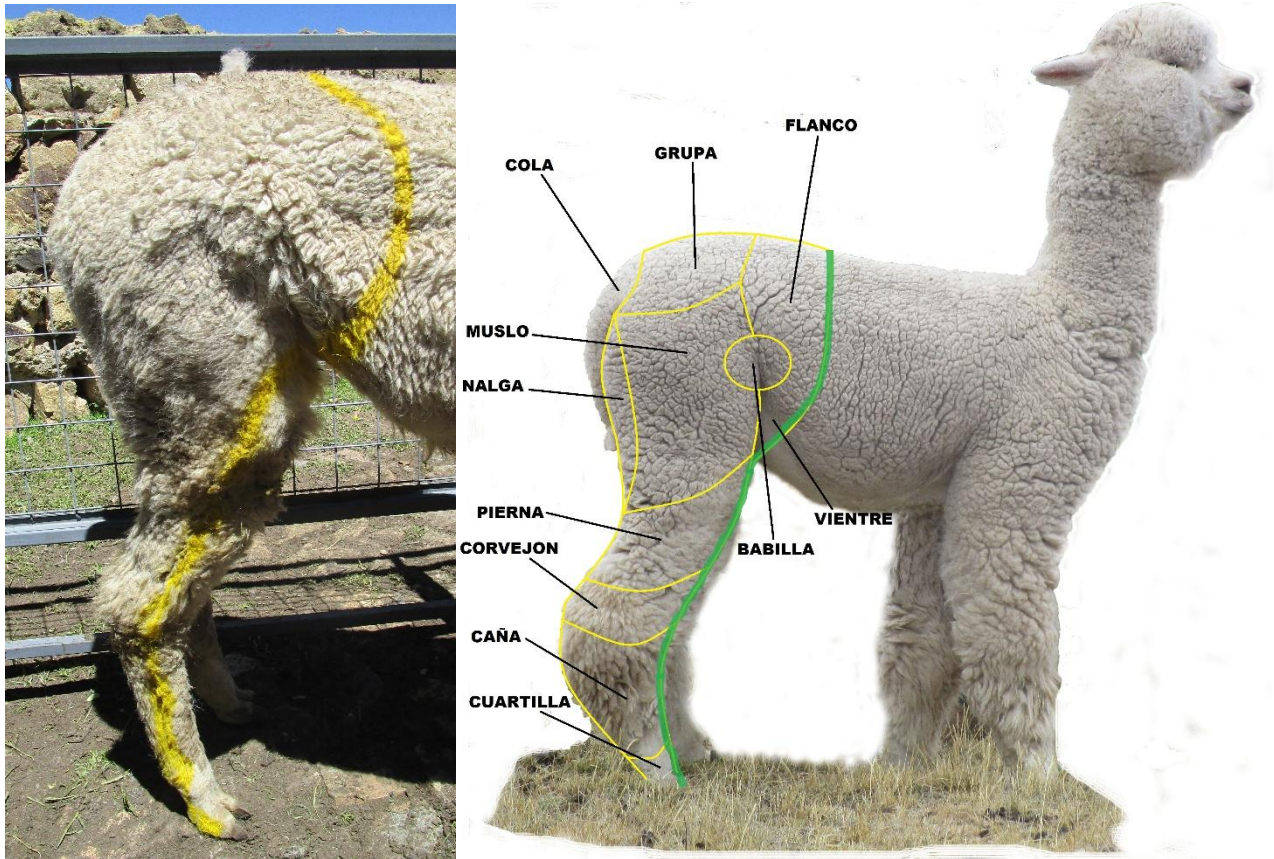 FLANCO
GRUPA
COLA
MUSLO
NALGA
PIERNA
VIENTRE
BABILLA
CORVEJON
CAÑA
CUARTILLA